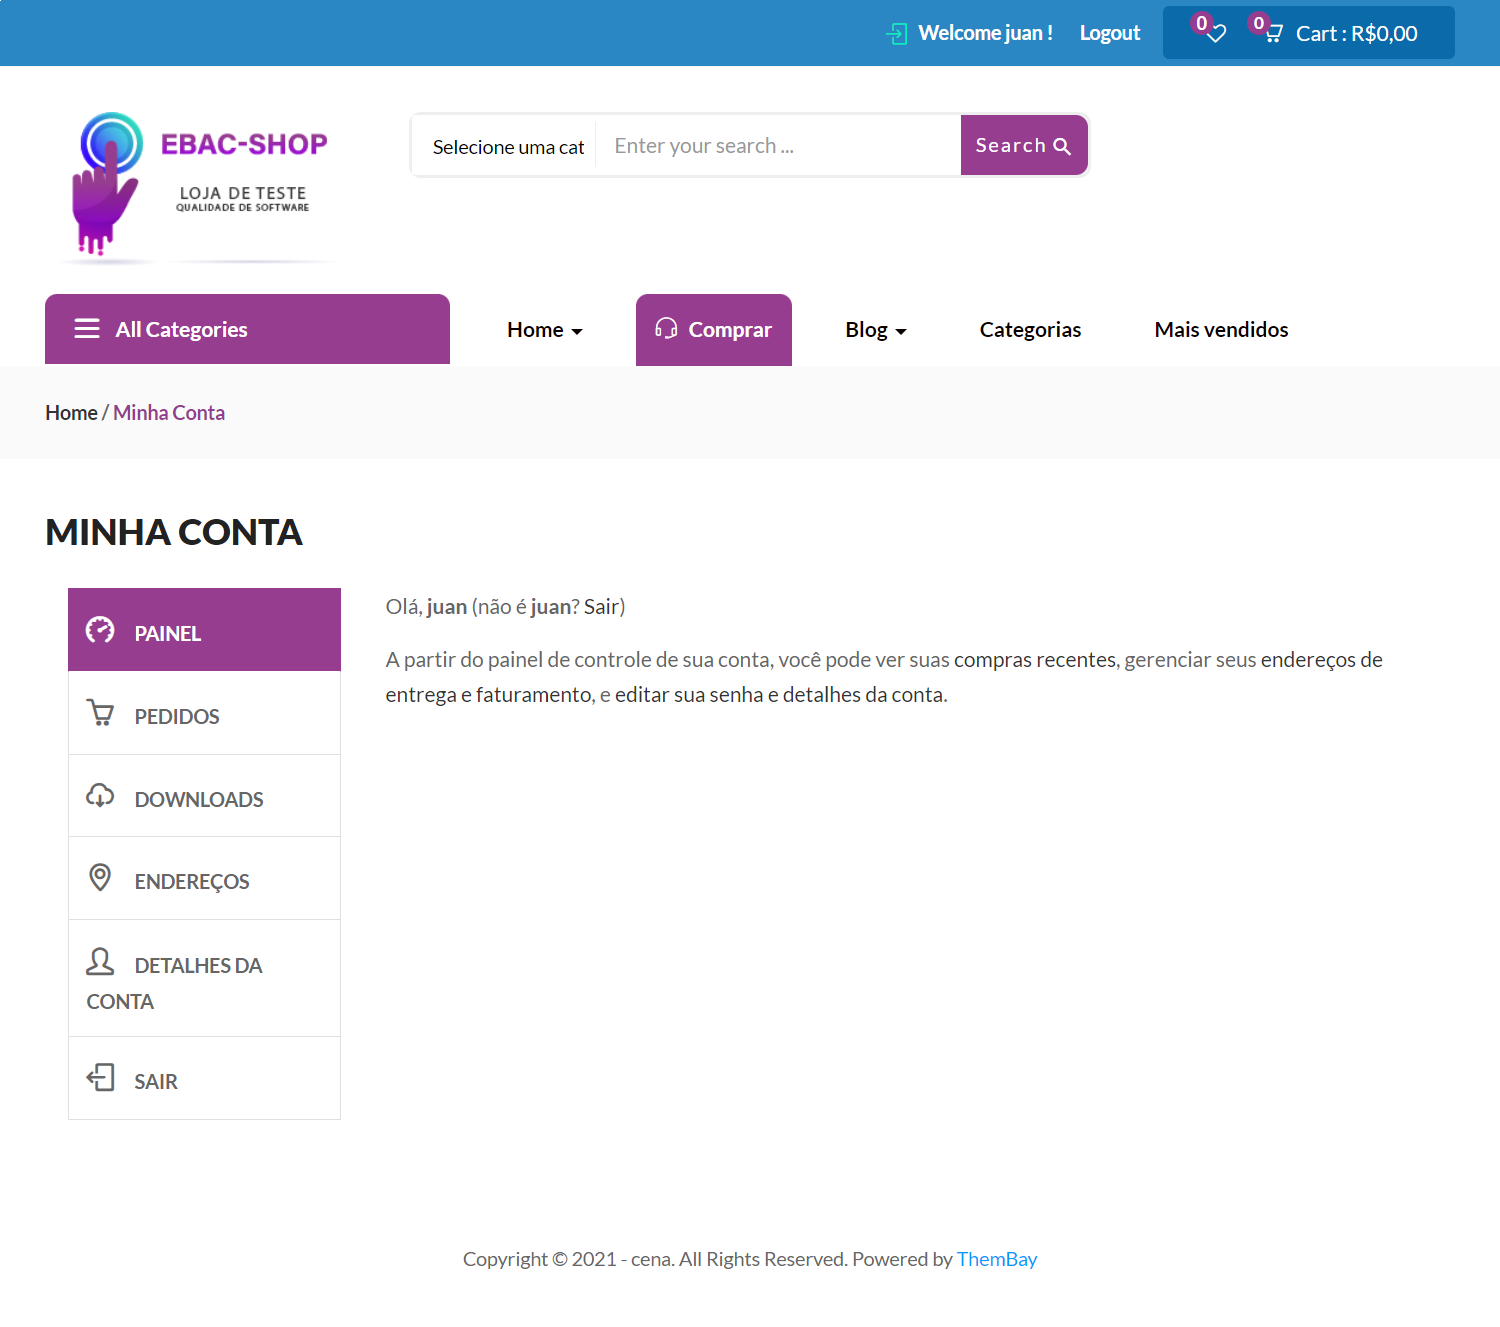 Welcome juan ! Logout 0 0 Cart : R$0,00
EBAC-SHOP
LOJA DE TESTE
QUALIDADE DE SOFTWARE
Selecione uma cat Enter your search ... Search
All Categories Home Comprar Blog Categorias Mais vendidos
Home / Minha Conta
MINHA CONTA
PAINEL
PEDIDOS
DOWNLOADS
ENDEREÇOS
DETALHES DA
CONTA
SAIR
Olá, juan (não é juan? Sair)
A partir do painel de controle de sua conta, você pode ver suas compras recentes, gerenciar seus endereços de
entrega e faturamento, e editar sua senha e detalhes da conta.
Copyright © 2021 - cena. All Rights Reserved. Powered by ThemBay